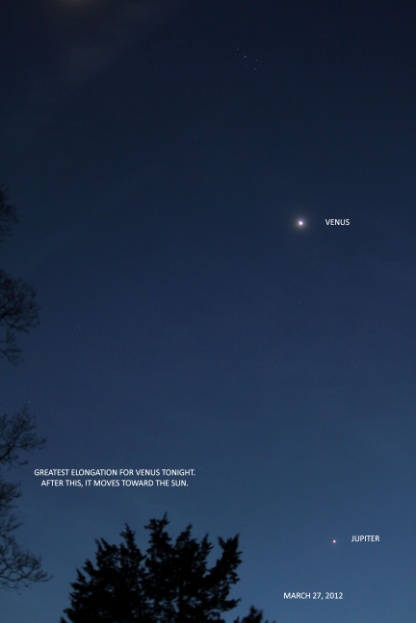 VENUS
GREATEST ELONGATION FOR VENUS TONIGHT.
AFTER THIS, IT MOVES TOWARD THE SUN.
JUPITER
MARCH 27, 2012